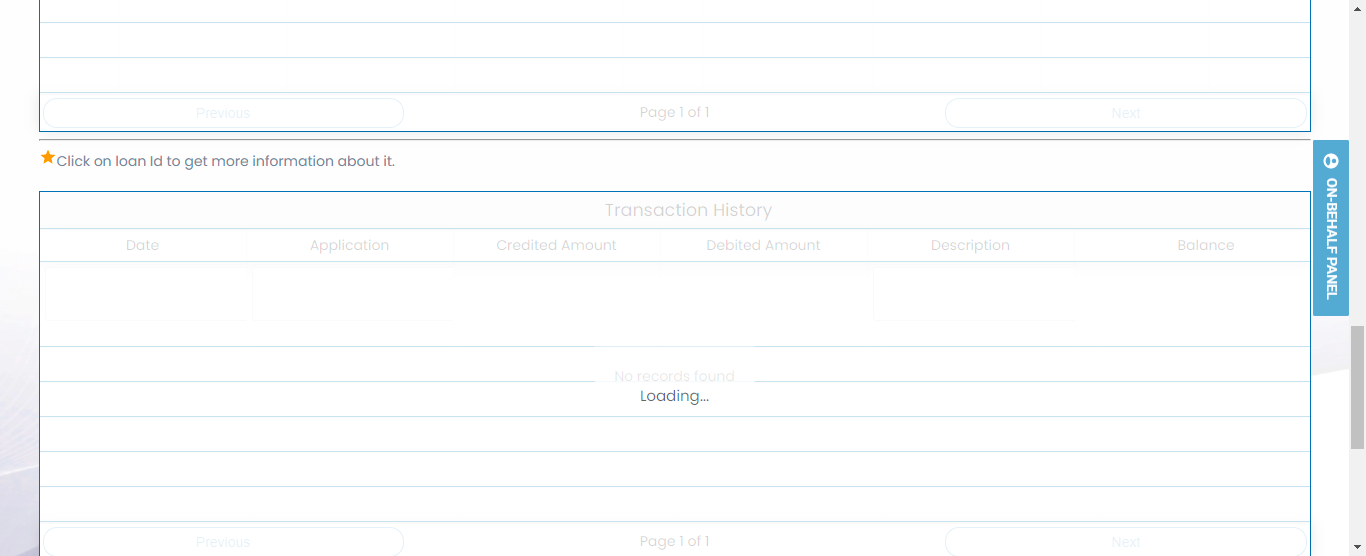 Previous
Page 1 of 1
Next
Click on loan Id to get more information about it.
ON-BEHALF PANEL
Transaction History
Date
Application
Credited Amount
Debited Amount
Description
Balance
No records found
Loading...
Previous
Page 1 of 1
Next